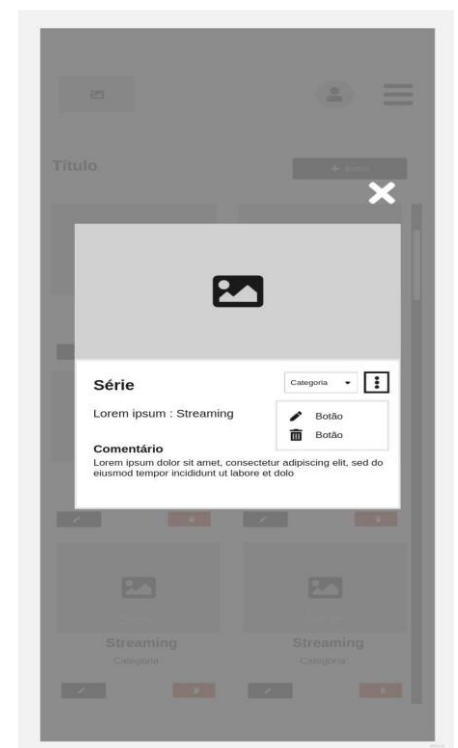 Título
Série
Categoria
Lorem ipsum : Streaming
Botão
Botão
Comentário
Lorem ipsum dolor sit amet, consectetur adipiscing elit, sed do
eiusmod tempor incididunt ut labore et dolo
Streaming
Streaming
Categoria
Categoria